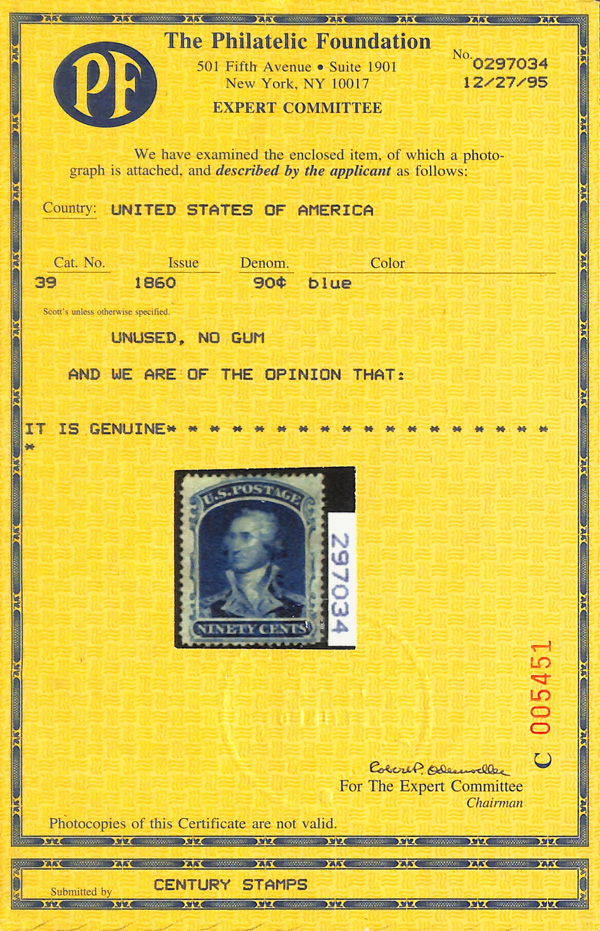 PF
The Philatelic Foundation
501 Fifth Avenue • Suite 1901
New York, NY 10017
EXPERT COMMITTEE
No. 0297034
12/27/95
We have examined the enclosed item, of which a photo-
graph is attached, and described by the applicant as follows:
Country: UNITED STATES OF AMERICA
Cat. No. Issue Denom. Color
39 1860 90¢ blue
Scott's unless otherwise specified.
UNUSED, NO GUM
AND WE ARE OF THE OPINION THAT:
IT IS GENUINE* * * * * * * * * * * * * * * * * *
*
U.S. POSTAGE
NINETY CENTS
297034
C 005451
For The Expert Committee
Chairman
Photocopies of this Certificate are not valid.
Submitted by CENTURY STAMPS